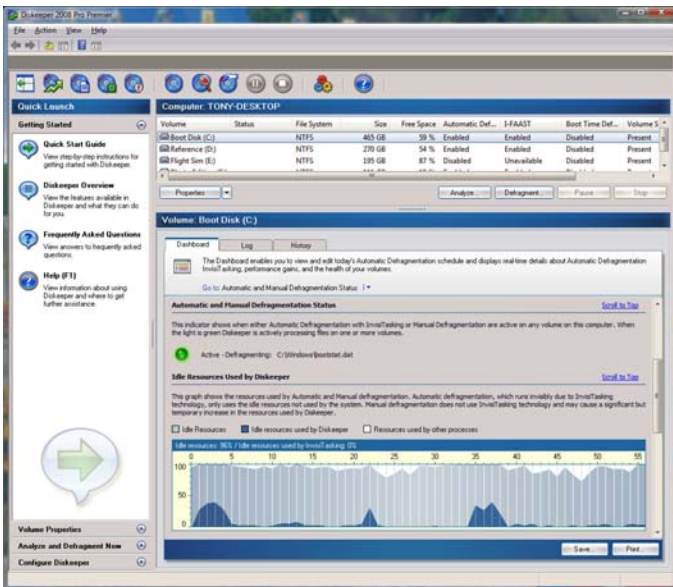 Diskeeper 2008 Pro Premier
File Action View Help
Quick Launch
Computer: TONY-DESKTOP
Getting Started
Volume Status File System Size Free Space Automatic Def... I-FAAST Boot Time Def... Volume S
Boot Disk (C:) NTFS 465 GB 59 % Enabled Enabled Disabled Present
Reference (D:) NTFS 270 GB 54 % Enabled Enabled Disabled Present
Flight Sim (E:) NTFS 195 GB 87 % Disabled Unavailable Disabled Present
Properties Analyze... Defragment... Pause Stop
Quick Start Guide
View step-by-step instructions for
getting started with Diskeeper.
Diskeeper Overview
View the features available in
Diskeeper and what they can do
for you.
Frequently Asked Questions
View answers to frequently asked
questions.
Help (F1)
View information about using
Diskeeper and where to get
further assistance.
Volume Properties
Analyze and Defragment Now
Configure Diskeeper
Volume: Boot Disk (C:)
Dashboard Log History
The Dashboard enables you to view and edit today's Automatic Defragmentation schedule and displays real-time details about Automatic Defragmentation
InvisiTasking, performance gains, and the health of your volumes.
Go to: Automatic and Manual Defragmentation Status
Automatic and Manual Defragmentation Status Scroll to Top
This indicator shows when either Automatic Defragmentation with InvisiTasking or Manual Defragmentation are active on any volume on this computer. When
the light is green Diskeeper is actively processing files on one or more volumes.
Active - Defragmenting: C:\Windows\bootstat.dat
Idle Resources Used by Diskeeper Scroll to Top
This graph shows the resources used by Automatic and Manual defragmentation. Automatic defragmentation, which runs invisibly due to InvisiTasking
technology, only uses the idle resources not used by the system. Manual defragmentation does not use InvisiTasking technology and may cause a significant but
temporary increase in the resources used by Diskeeper.
Idle Resources Idle resources used by Diskeeper Resources used by other processes
Idle resources: 96% / Idle resources used by InvisiTasking: 0%
0 5 10 15 20 25 30 35 40 45 50 55
100
50
0
Save... Print...